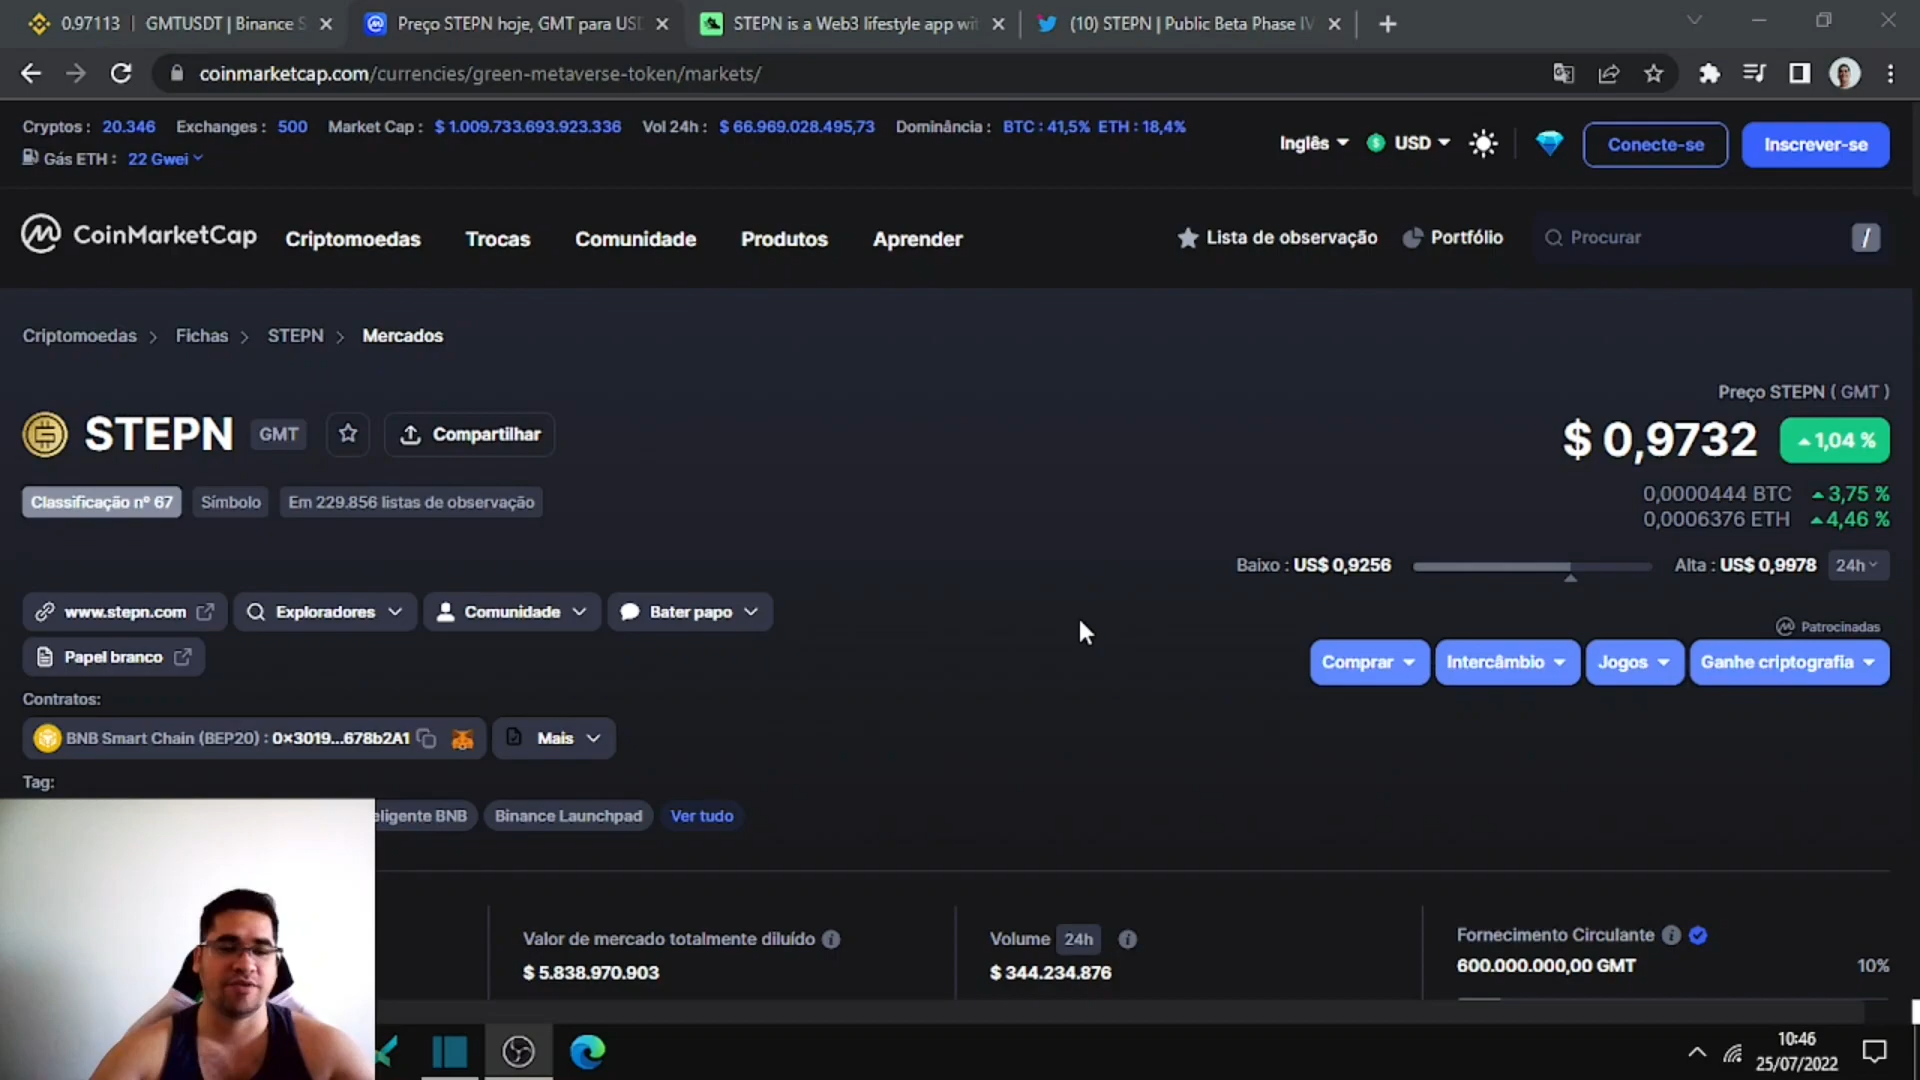 0.97113 | GMTUSDT | Binance S
Preço STEPN hoje, GMT para USD
STEPN is a Web3 lifestyle app wit
(10) STEPN | Public Beta Phase IV
coinmarketcap.com/currencies/green-metaverse-token/markets/
Cryptos : 20.346 Exchanges : 500 Market Cap : $ 1.009.733.693.923.336 Vol 24h : $ 66.969.028.495,73 Dominância : BTC : 41,5% ETH : 18,4%
Gás ETH : 22 Gwei
Inglês USD Conecte-se Inscrever-se
CoinMarketCap Criptomoedas Trocas Comunidade Produtos Aprender Lista de observação Portfólio Procurar /
Criptomoedas > Fichas > STEPN > Mercados
Preço STEPN ( GMT )
STEPN GMT Compartilhar
$ 0,9732 1,04 %
Classificação nº 67 Símbolo Em 229.856 listas de observação
0,0000444 BTC 3,75 %
0,0006376 ETH 4,46 %
Baixo : US$ 0,9256 Alta : US$ 0,9978 24h
www.stepn.com Exploradores Comunidade Bater papo
Patrocinadas
Papel branco
Comprar Intercâmbio Jogos Ganhe criptografia
Contratos:
BNB Smart Chain (BEP20) : 0x3019...678b2A1 Mais
Tag:
eligente BNB Binance Launchpad Ver tudo
Valor de mercado totalmente diluído
$ 5.838.970.903
Volume 24h
$ 344.234.876
Fornecimento Circulante
600.000.000,00 GMT 10%
10:46
25/07/2022